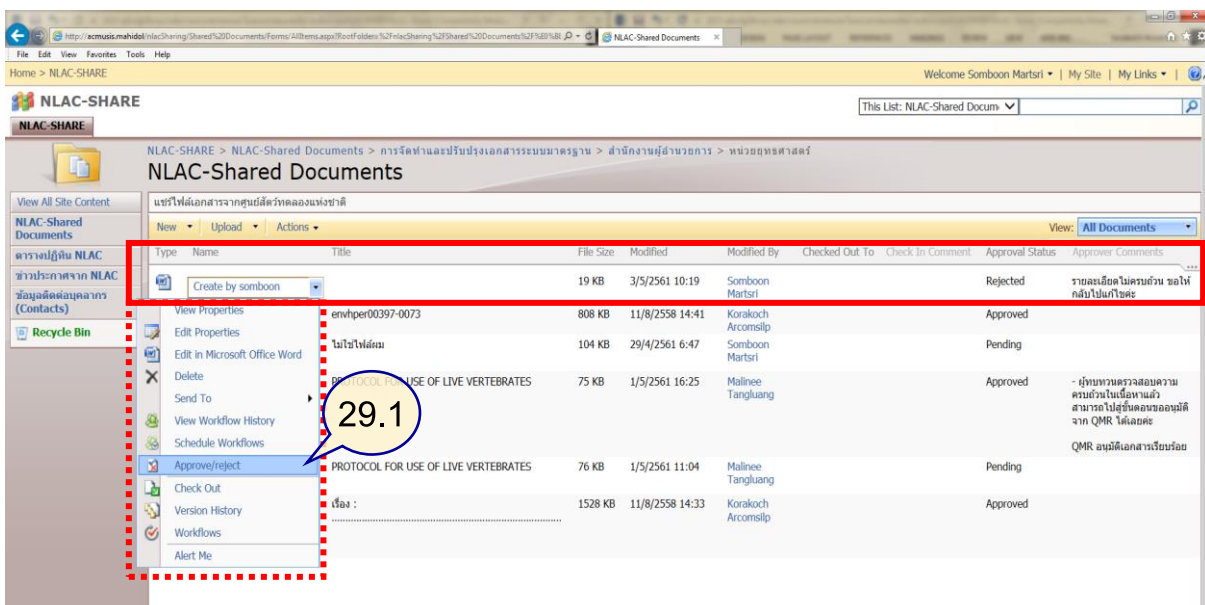 http://acmusis.mahidol/nlacSharing/Shared%20Documents/Forms/AllItems.aspx?RootFolder=%2FnlacSharing%2FShared%20Documents%2F%E0%B8%
NLAC-Shared Documents
File Edit View Favorites Tools Help
Home > NLAC-SHARE
Welcome Somboon Martsri | My Site | My Links |
NLAC-SHARE
This List: NLAC-Shared Docum
NLAC-SHARE
NLAC-SHARE > NLAC-Shared Documents > การจัดทำและปรับปรุงเอกสารระบบมาตรฐาน > สำนักงานผู้อำนวยการ > หน่วยยุทธศาสตร์
NLAC-Shared Documents
View All Site Content
แชร์ไฟล์เอกสารจากศูนย์สัตว์ทดลองแห่งชาติ
NLAC-Shared
Documents
New Upload Actions
View: All Documents
ตารางปฏิทิน NLAC
ข่าวประกาศจาก NLAC
ข้อมูลติดต่อบุคลากร
(Contacts)
Recycle Bin
Type Name Title File Size Modified Modified By Checked Out To Check In Comment Approval Status Approver Comments
Create by somboon 19 KB 3/5/2561 10:19 Somboon Martsri Rejected รายละเอียดไม่ครบถ้วน ขอให้
กลับไปแก้ไขค่ะ
envhper00397-0073 808 KB 11/8/2558 14:41 Korakoch Arcomsilp Approved
ไม่ใช่ไฟล์ผม 104 KB 29/4/2561 6:47 Somboon Martsri Pending
PROTOCOL FOR USE OF LIVE VERTEBRATES 75 KB 1/5/2561 16:25 Malinee Tangluang Approved - ผู้ทบทวนตรวจสอบความ
ครบถ้วนในเนื้อหาแล้ว
สามารถไปสู่ขั้นตอนขออนุมัติ
จาก QMR ได้เลยค่ะ
QMR อนุมัติเอกสารเรียบร้อย
PROTOCOL FOR USE OF LIVE VERTEBRATES 76 KB 1/5/2561 11:04 Malinee Tangluang Pending
เรื่อง : 1528 KB 11/8/2558 14:33 Korakoch Arcomsilp Approved
View Properties
Edit Properties
Edit in Microsoft Office Word
Delete
Send To
View Workflow History
Schedule Workflows
Approve/reject
Check Out
Version History
Workflows
Alert Me
29.1